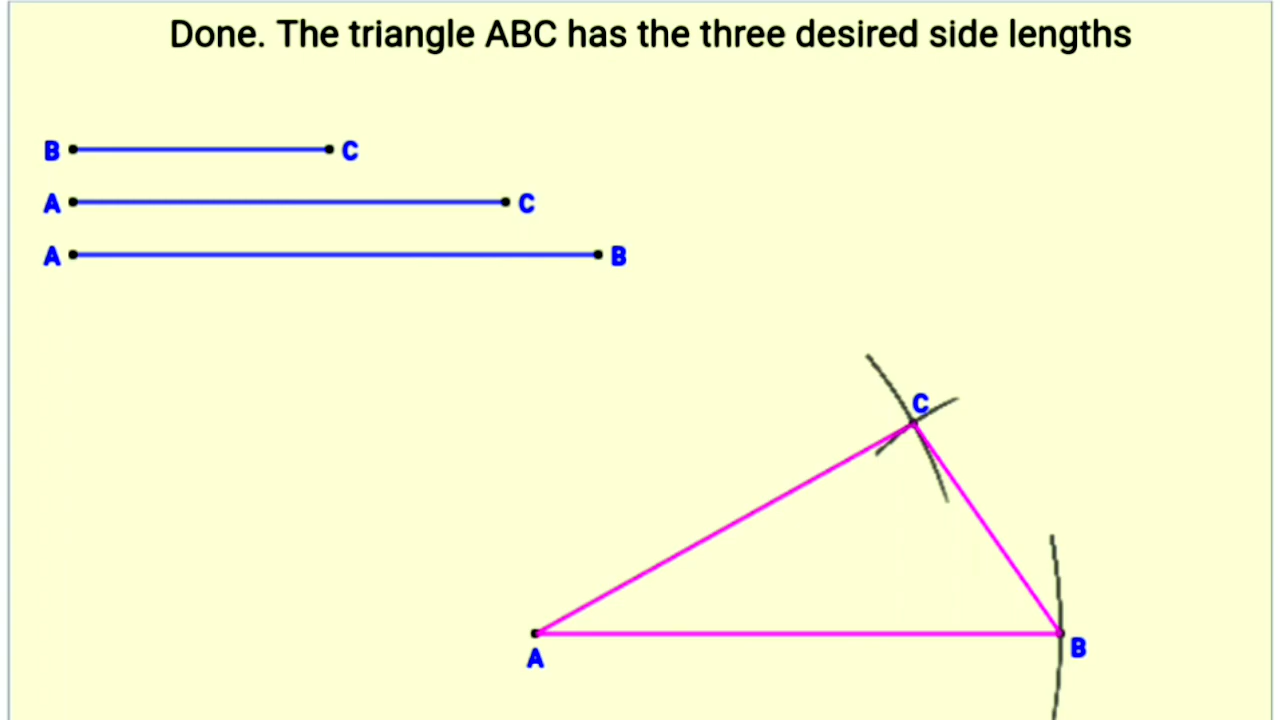 Done. The triangle ABC has the three desired side lengths
B C
A C
A B
C
A
B